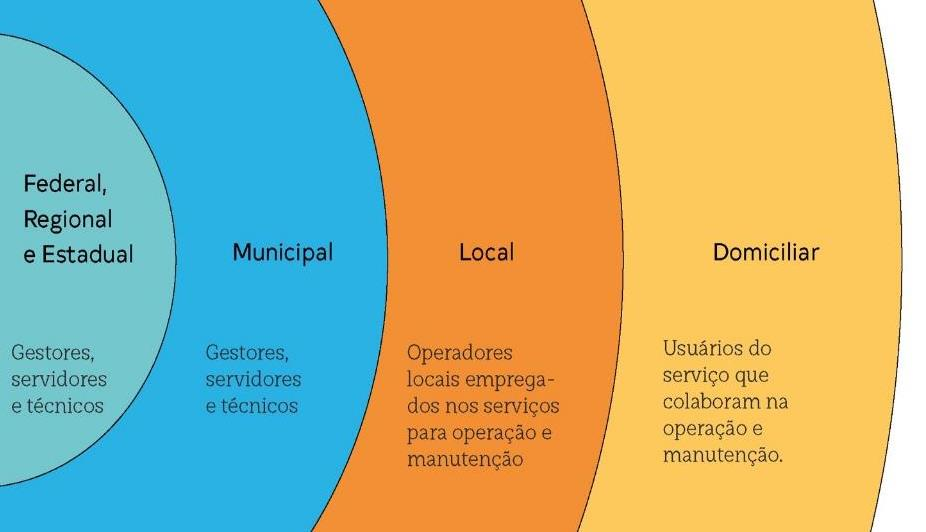 Federal,
Regional
e Estadual
Gestores,
servidores
e técnicos
Municipal
Gestores,
servidores
e técnicos
Local
Operadores
locais emprega-
dos nos serviços
para operação e
manutenção
Domiciliar
Usuários do
serviço que
colaboram na
operação e
manutenção.